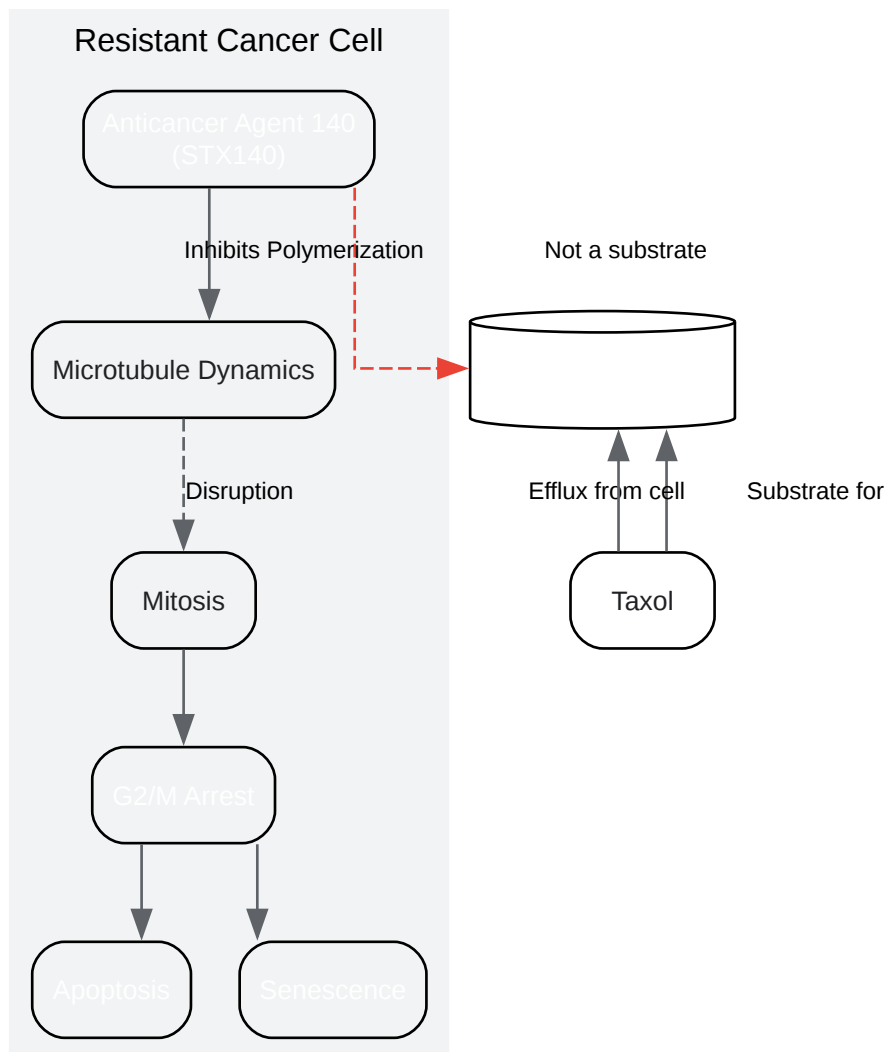 Resistant Cancer Cell
Anticancer Agent 140
(STX140)
Inhibits Polymerization
Not a substrate
Microtubule Dynamics
Disruption
Efflux from cell
Substrate for
Mitosis
Taxol
G2/M Arrest
Apoptosis
Senescence